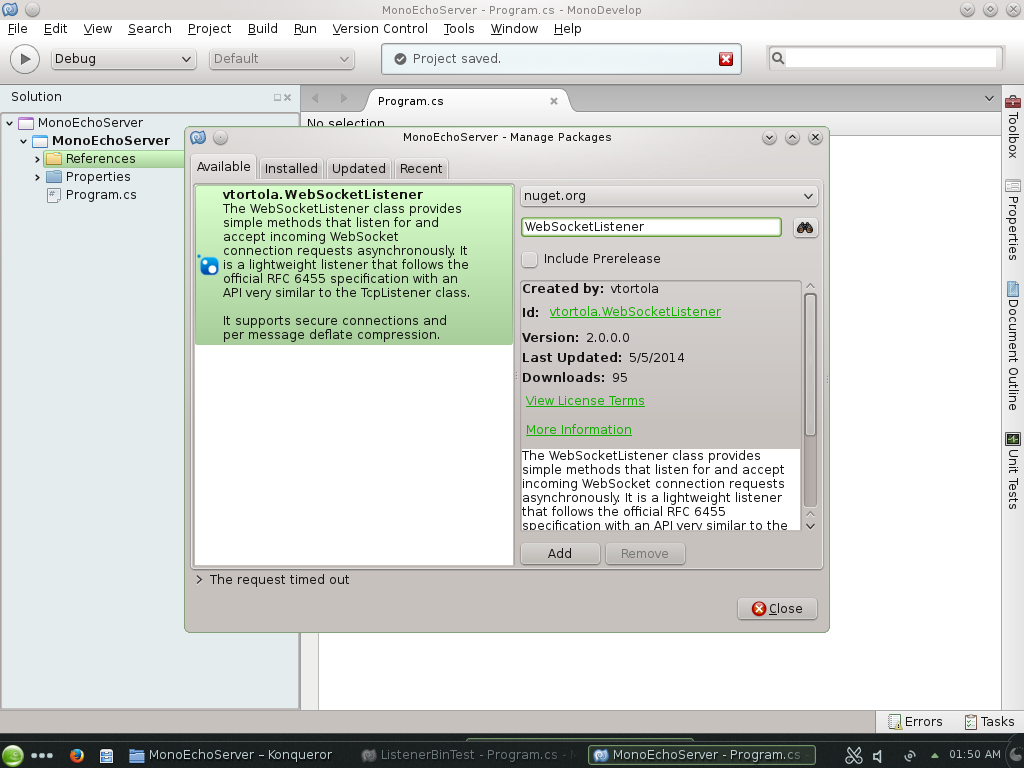 MonoEchoServer - Program.cs - MonoDevelop
File Edit View Search Project Build Run Version Control Tools Window Help
Debug Default Project saved.
Solution
Program.cs
No selection
MonoEchoServer
MonoEchoServer
References
Properties
Program.cs
MonoEchoServer - Manage Packages
Available Installed Updated Recent
vtortola.WebSocketListener
The WebSocketListener class provides
simple methods that listen for and
accept incoming WebSocket
connection requests asynchronously. It
is a lightweight listener that follows the
official RFC 6455 specification with an
API very similar to the TcpListener class.
It supports secure connections and
per message deflate compression.
nuget.org
WebSocketListener
Include Prerelease
Created by: vtortola
Id: vtortola.WebSocketListener
Version: 2.0.0.0
Last Updated: 5/5/2014
Downloads: 95
View License Terms
More Information
The WebSocketListener class provides
simple methods that listen for and accept
incoming WebSocket connection requests
asynchronously. It is a lightweight listener
that follows the official RFC 6455
specification with an API very similar to the
Add Remove
> The request timed out
Close
Toolbox
Properties
Document Outline
Unit Tests
Errors Tasks
MonoEchoServer – Konqueror
ListenerBinTest - Program.cs -
MonoEchoServer - Program.cs
01:50 AM